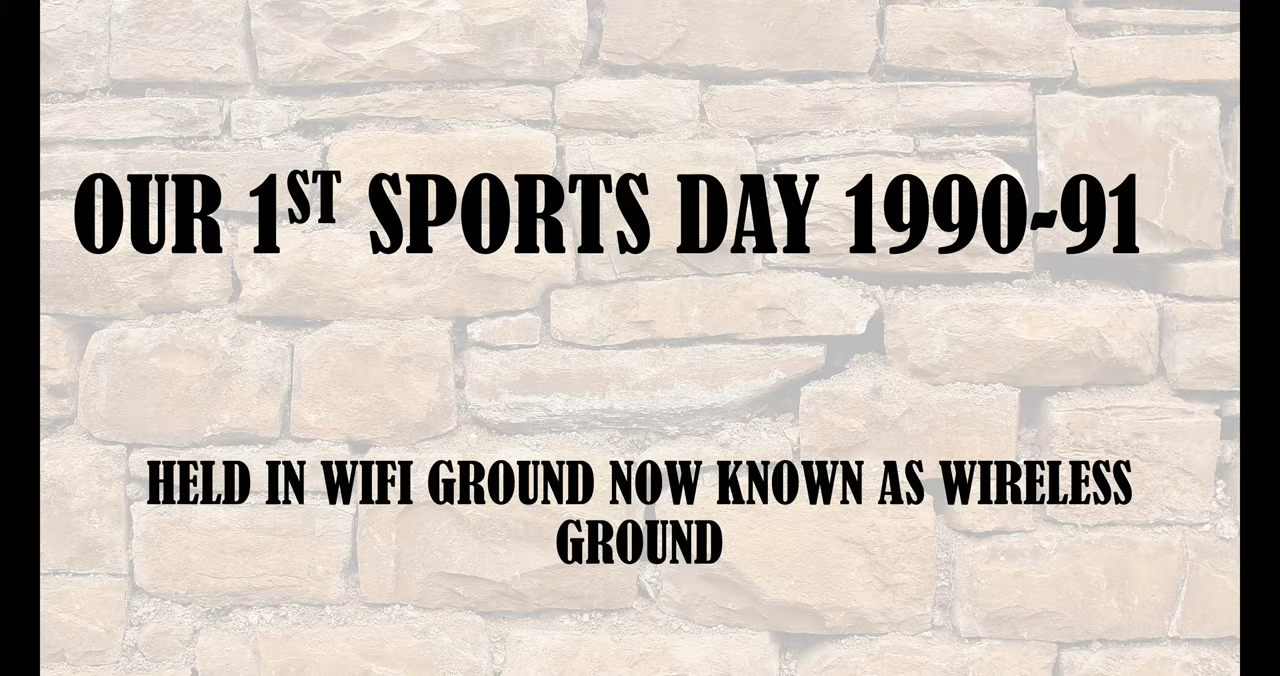 OUR 1ST SPORTS DAY 1990-91
HELD IN WIFI GROUND NOW KNOWN AS WIRELESS
GROUND